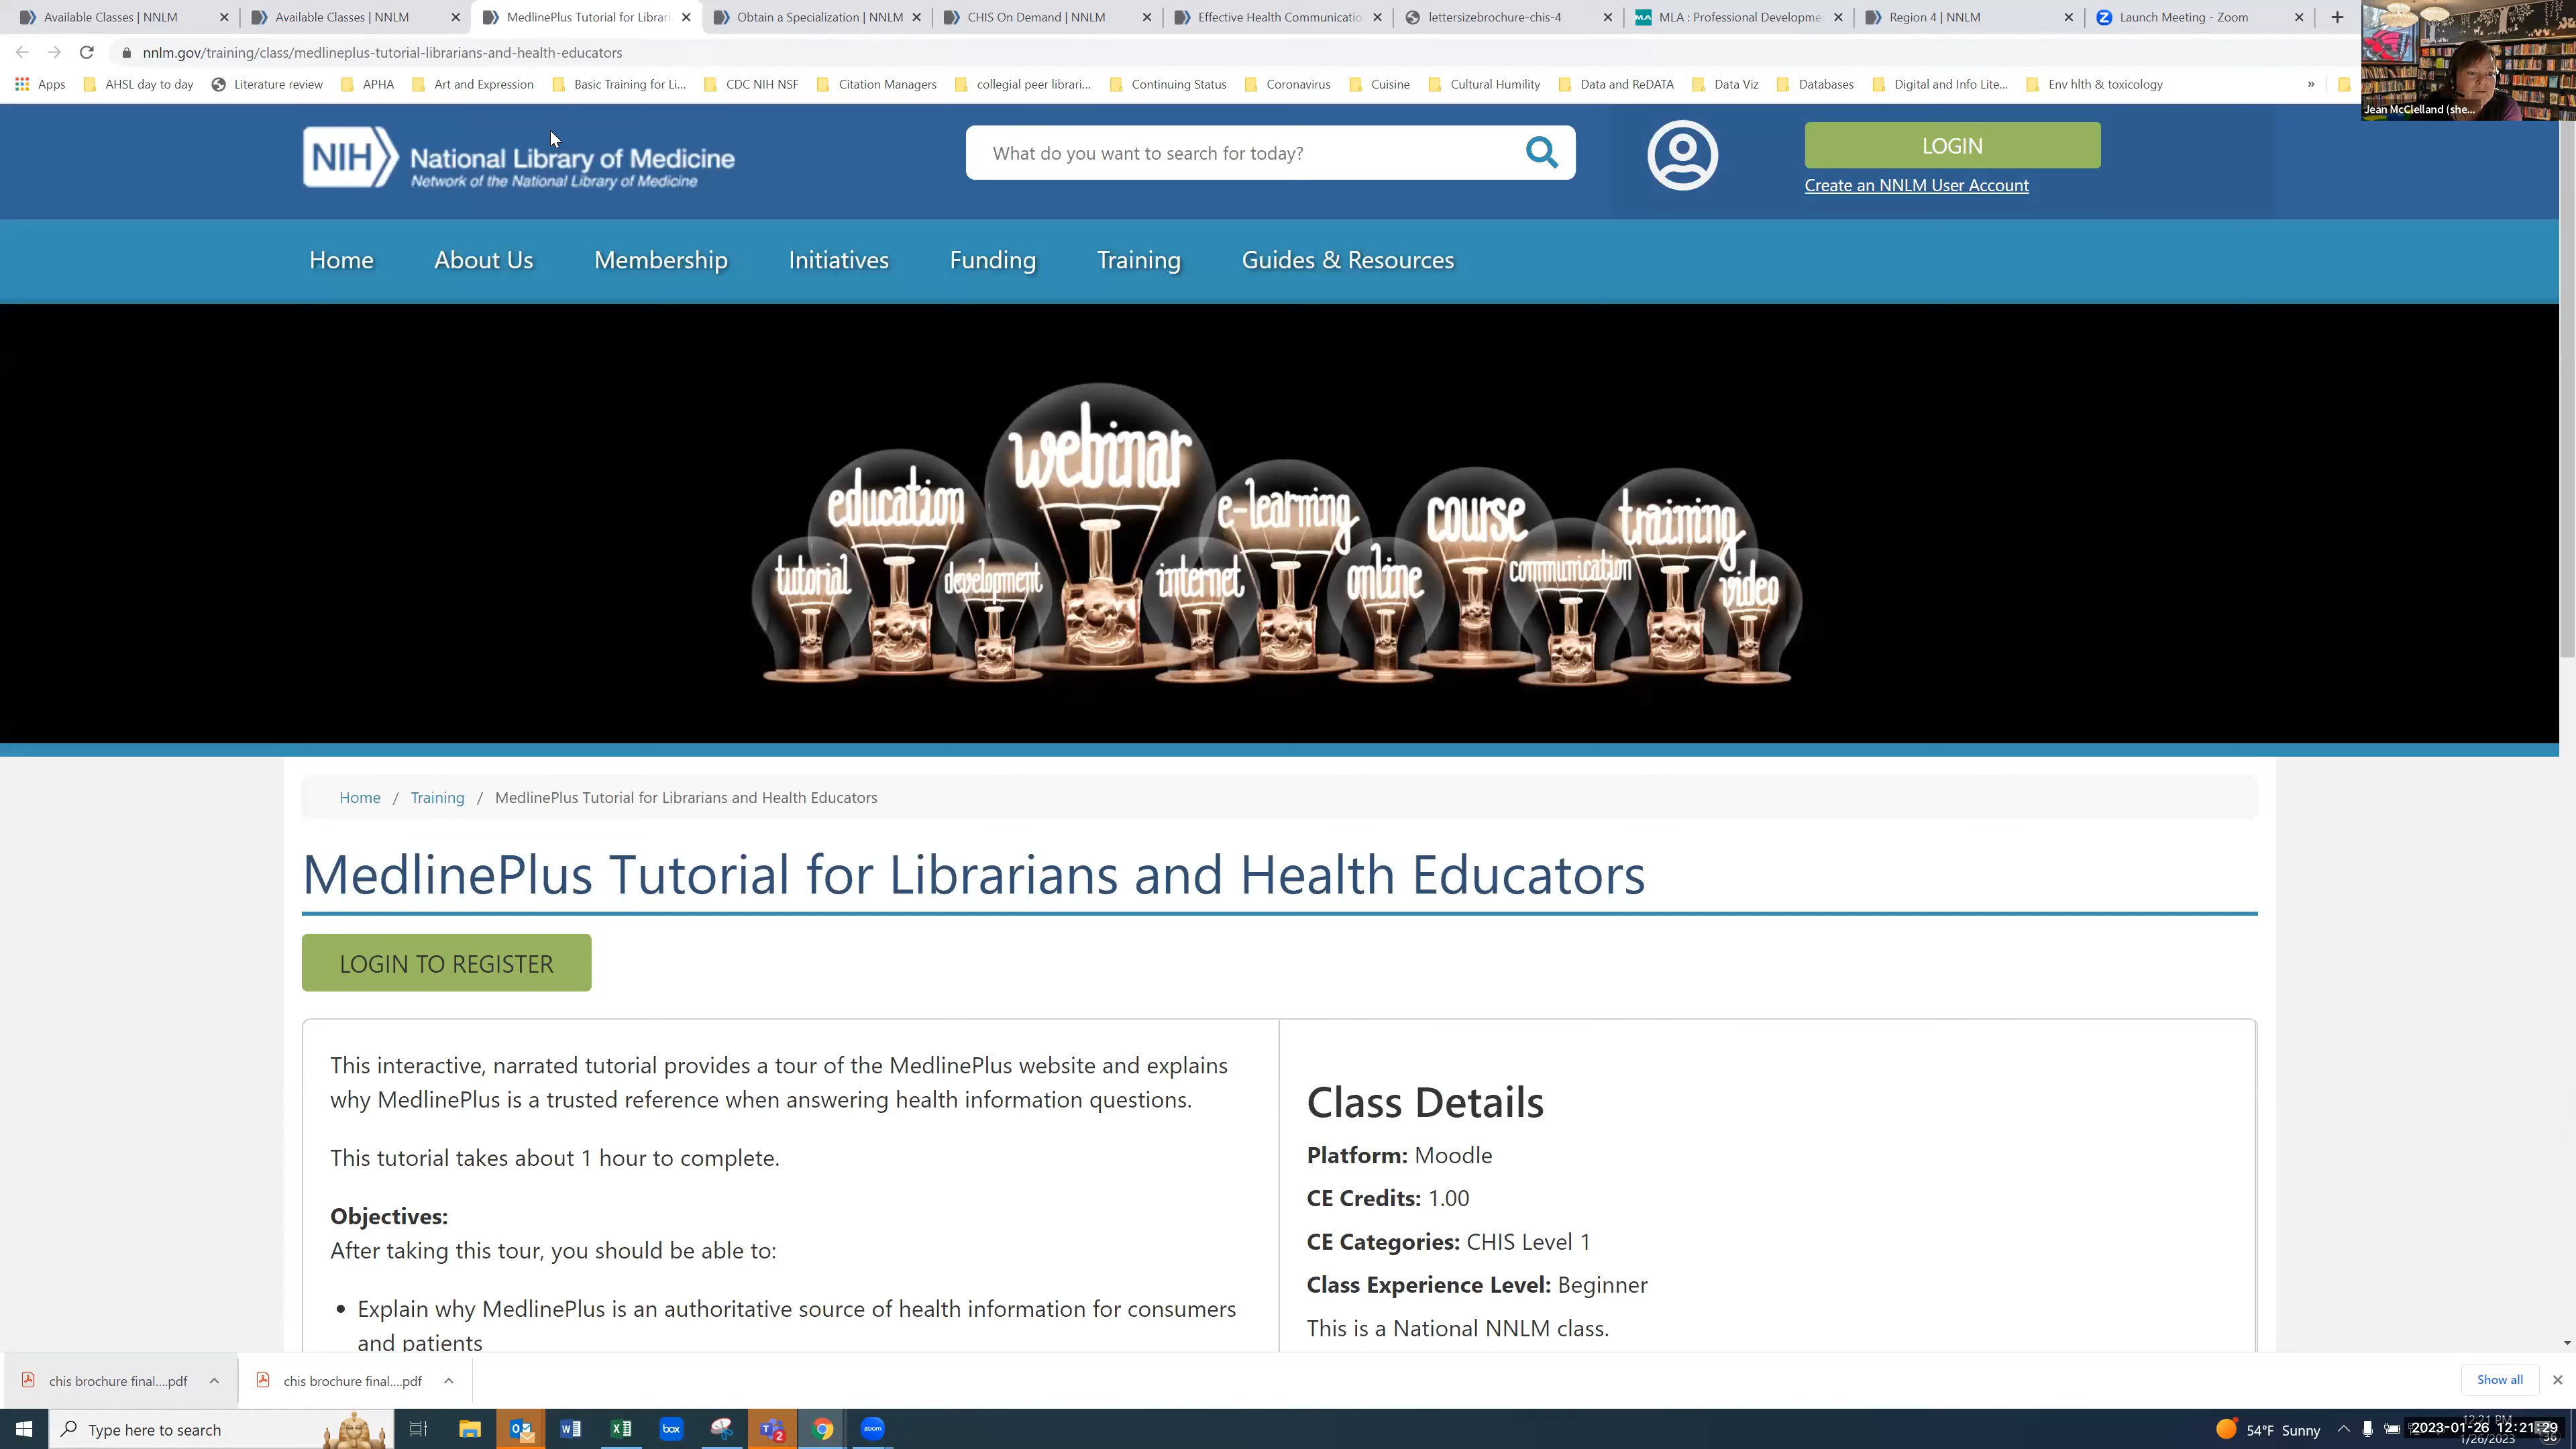 Available Classes | NNLM
Available Classes | NNLM
MedlinePlus Tutorial for Librari
Obtain a Specialization | NNLM
CHIS On Demand | NNLM
Effective Health Communicatio
lettersizebrochure-chis-4
MLA : Professional Developme
Region 4 | NNLM
Launch Meeting - Zoom
nnlm.gov/training/class/medlineplus-tutorial-librarians-and-health-educators
Apps
AHSL day to day
Literature review
APHA
Art and Expression
Basic Training for Li...
CDC NIH NSF
Citation Managers
collegial peer librari...
Continuing Status
Coronavirus
Cuisine
Cultural Humility
Data and ReDATA
Data Viz
Databases
Digital and Info Lite...
Env hlth & toxicology
»
Jean McClelland (she...
NIH National Library of Medicine
Network of the National Library of Medicine
What do you want to search for today?
LOGIN
Create an NNLM User Account
Home
About Us
Membership
Initiatives
Funding
Training
Guides & Resources
tutorial
education
development
webinar
internet
e-learning
online
course
communication
training
video
Home / Training / MedlinePlus Tutorial for Librarians and Health Educators
MedlinePlus Tutorial for Librarians and Health Educators
LOGIN TO REGISTER
This interactive, narrated tutorial provides a tour of the MedlinePlus website and explains
why MedlinePlus is a trusted reference when answering health information questions.
This tutorial takes about 1 hour to complete.
Objectives:
After taking this tour, you should be able to:
• Explain why MedlinePlus is an authoritative source of health information for consumers
and patients
Class Details
Platform: Moodle
CE Credits: 1.00
CE Categories: CHIS Level 1
Class Experience Level: Beginner
This is a National NNLM class.
chis brochure final....pdf
chis brochure final....pdf
Show all
Type here to search
box
2
zoom
54°F Sunny
12:21 PM
2023-01-26 12:21:29
1/26/2023